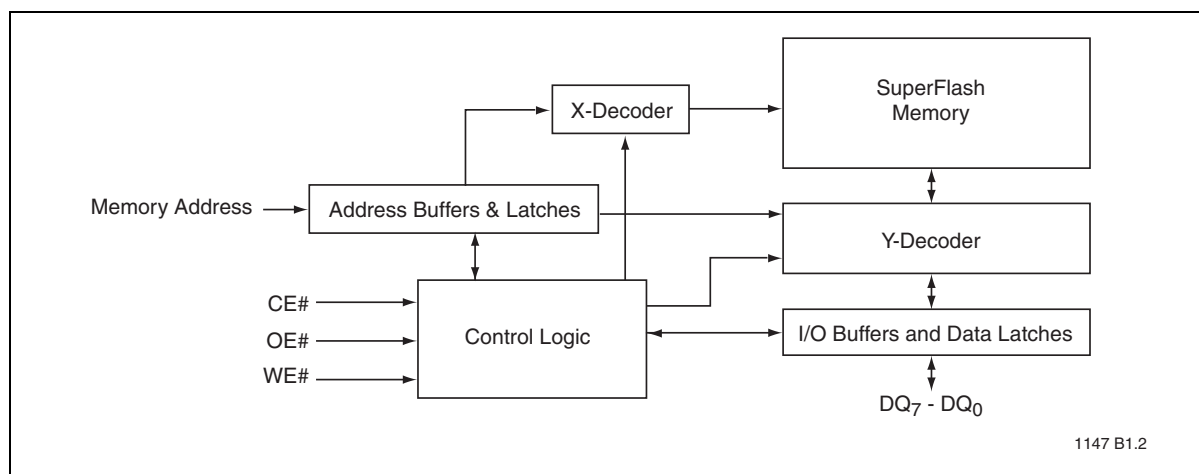 SuperFlash
Memory
X-Decoder
Memory Address
Address Buffers & Latches
Y-Decoder
CE#
OE#
WE#
Control Logic
I/O Buffers and Data Latches
DQ7 - DQ0
1147 B1.2